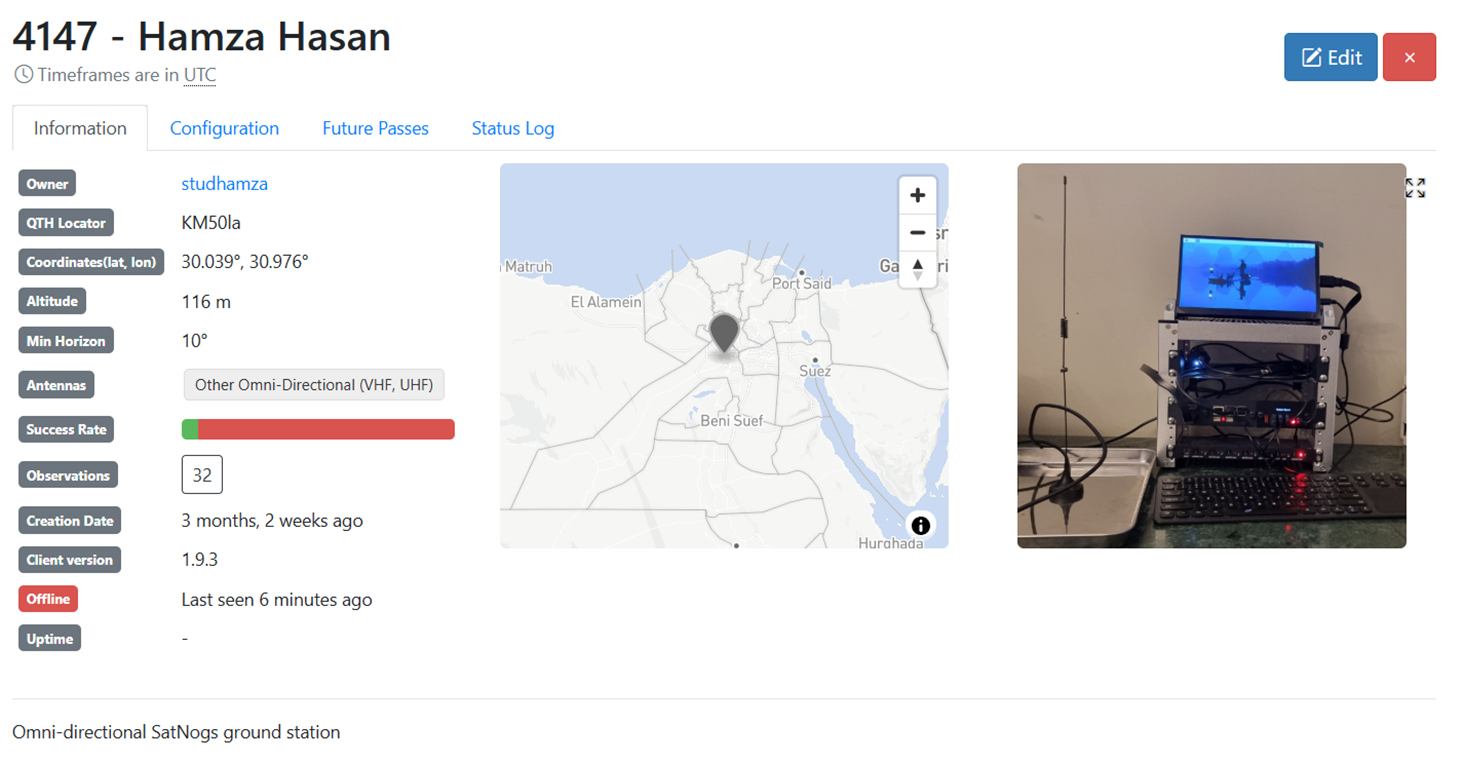 4147 - Hamza Hasan
Timeframes are in UTC
Edit
×
Information
Configuration
Future Passes
Status Log
Owner studhamza
QTH Locator KM50la
Coordinates(lat, lon) 30.039°, 30.976°
Altitude 116 m
Min Horizon 10°
Antennas Other Omni-Directional (VHF, UHF)
Success Rate
Observations 32
Creation Date 3 months, 2 weeks ago
Client version 1.9.3
Offline Last seen 6 minutes ago
Uptime -
Matruh
El Alamein
Port Said
Suez
Beni Suef
Hurghada
Omni-directional SatNogs ground station